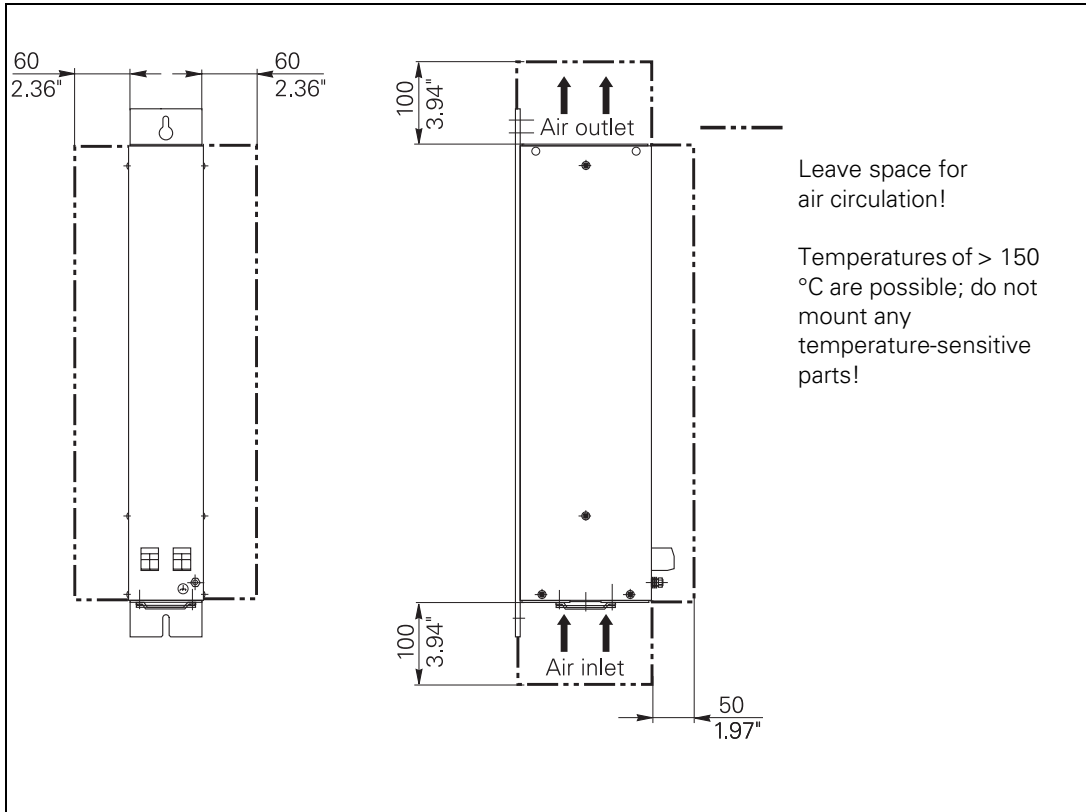 60
2.36"
60
2.36"
100
3.94"
Air outlet
Leave space for
air circulation!
Temperatures of > 150
°C are possible; do not
mount any
temperature-sensitive
parts!
100
3.94"
Air inlet
50
1.97"